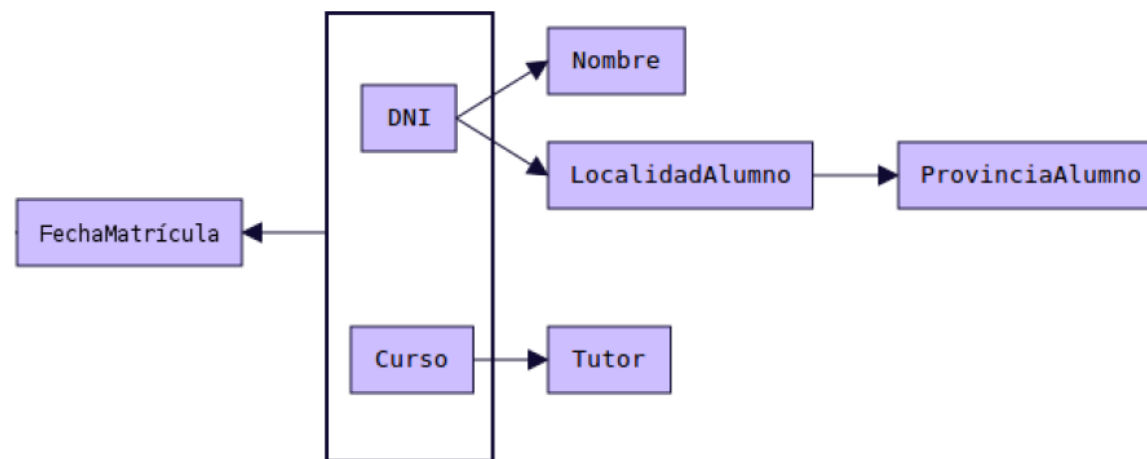 Nombre
DNI
LocalidadAlumno
ProvinciaAlumno
FechaMatrícula
Curso
Tutor